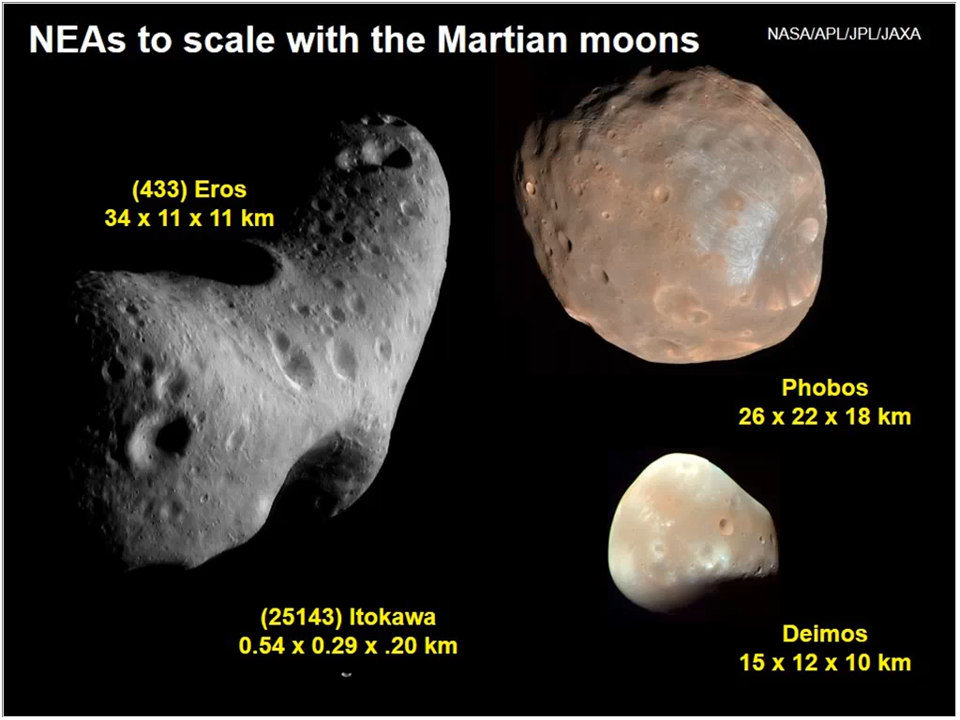 NEAs to scale with the Martian moons
NASA/APL/JPL/JAXA
(433) Eros
34 x 11 x 11 km
Phobos
26 x 22 x 18 km
(25143) Itokawa
0.54 x 0.29 x .20 km
Deimos
15 x 12 x 10 km